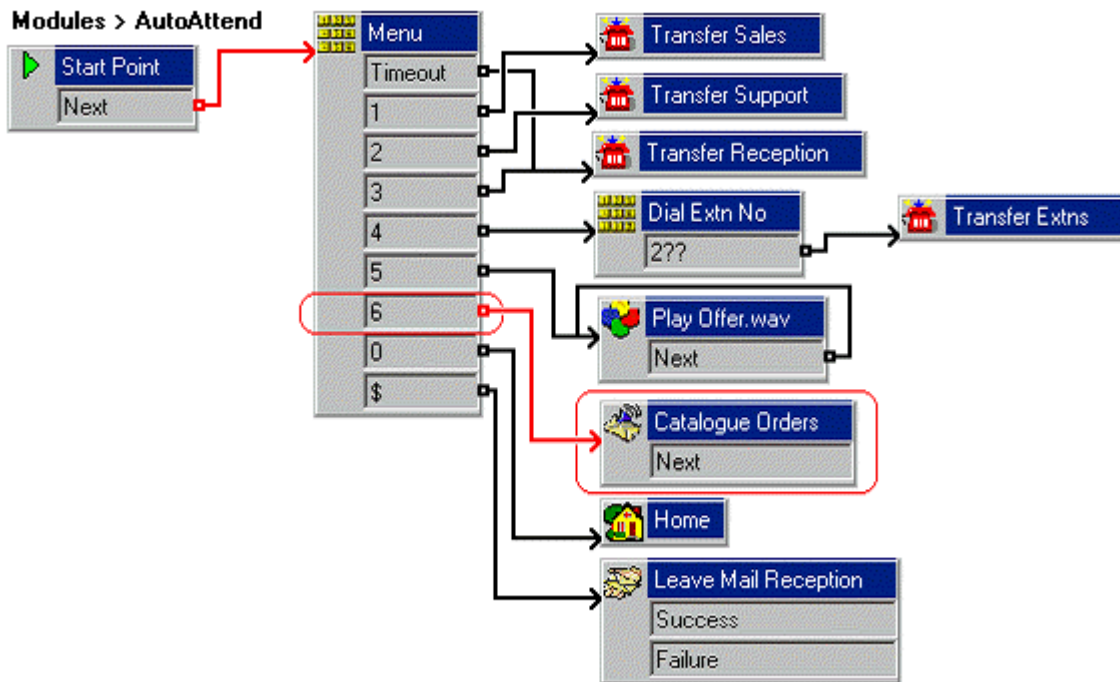 Modules > AutoAttend
Start Point
Next
Menu
Timeout
1
2
3
4
5
6
0
$
Transfer Sales
Transfer Support
Transfer Reception
Dial Extn No
2??
Transfer Extns
Play Offer.wav
Next
Catalogue Orders
Next
Home
Leave Mail Reception
Success
Failure